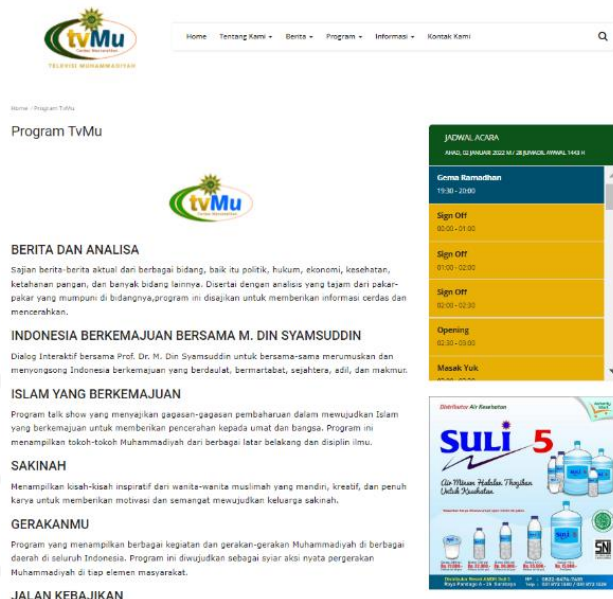 tvMu
TELEVISI MUHAMMADIYAH
Home Tentang Kami Berita Program Informasi Kontak Kami
Home / Program TvMu
Program TvMu
tvMu
BERITA DAN ANALISA
Sajian berita-berita aktual dari berbagai bidang, baik itu politik, hukum, ekonomi, kesehatan,
ketahanan pangan, dan banyak bidang lainnya. Disertai dengan analisis yang tajam dari pakar-
pakar yang mumpuni di bidangnya,program ini disajikan untuk memberikan informasi cerdas dan
mencerahkan.
INDONESIA BERKEMAJUAN BERSAMA M. DIN SYAMSUDDIN
Dialog Interaktif bersama Prof. Dr. M. Din Syamsuddin untuk bersama-sama merumuskan dan
menyongsong Indonesia berkemajuan yang berdaulat, bermartabat, sejahtera, adil, dan makmur.
ISLAM YANG BERKEMAJUAN
Program talk show yang menyajikan gagasan-gagasan pembaharuan dalam mewujudkan Islam
yang berkemajuan untuk memberikan pencerahan kepada umat dan bangsa. Program ini
menampilkan tokoh-tokoh Muhammadiyah dari berbagai latar belakang dan disiplin ilmu.
SAKINAH
Menampilkan kisah-kisah inspiratif dari wanita-wanita muslimah yang mandiri, kreatif, dan penuh
karya untuk memberikan motivasi dan semangat mewujudkan keluarga sakinah.
GERAKANMU
Program yang menampilkan berbagai kegiatan dan gerakan-gerakan Muhammadiyah di berbagai
daerah di seluruh Indonesia. Program ini diwujudkan sebagai syiar aksi nyata pergerakan
Muhammadiyah di tiap elemen masyarakat.
JALAN KEBAJIKAN
JADWAL ACARA
AHAD, 02 JANUARI 2022 M / 28 JUMADIL AWWAL 1443 H
Gema Ramadhan
19:30 - 20:00
Sign Off
00:00 - 01:00
Sign Off
01:00 - 02:00
Sign Off
02:00 - 02:30
Opening
02:30 - 03:00
Masak Yuk
Distributor Air Kesehatan
SULI 5
Air Minum Halalan Thoyiban
Untuk Kesehatan
SNI